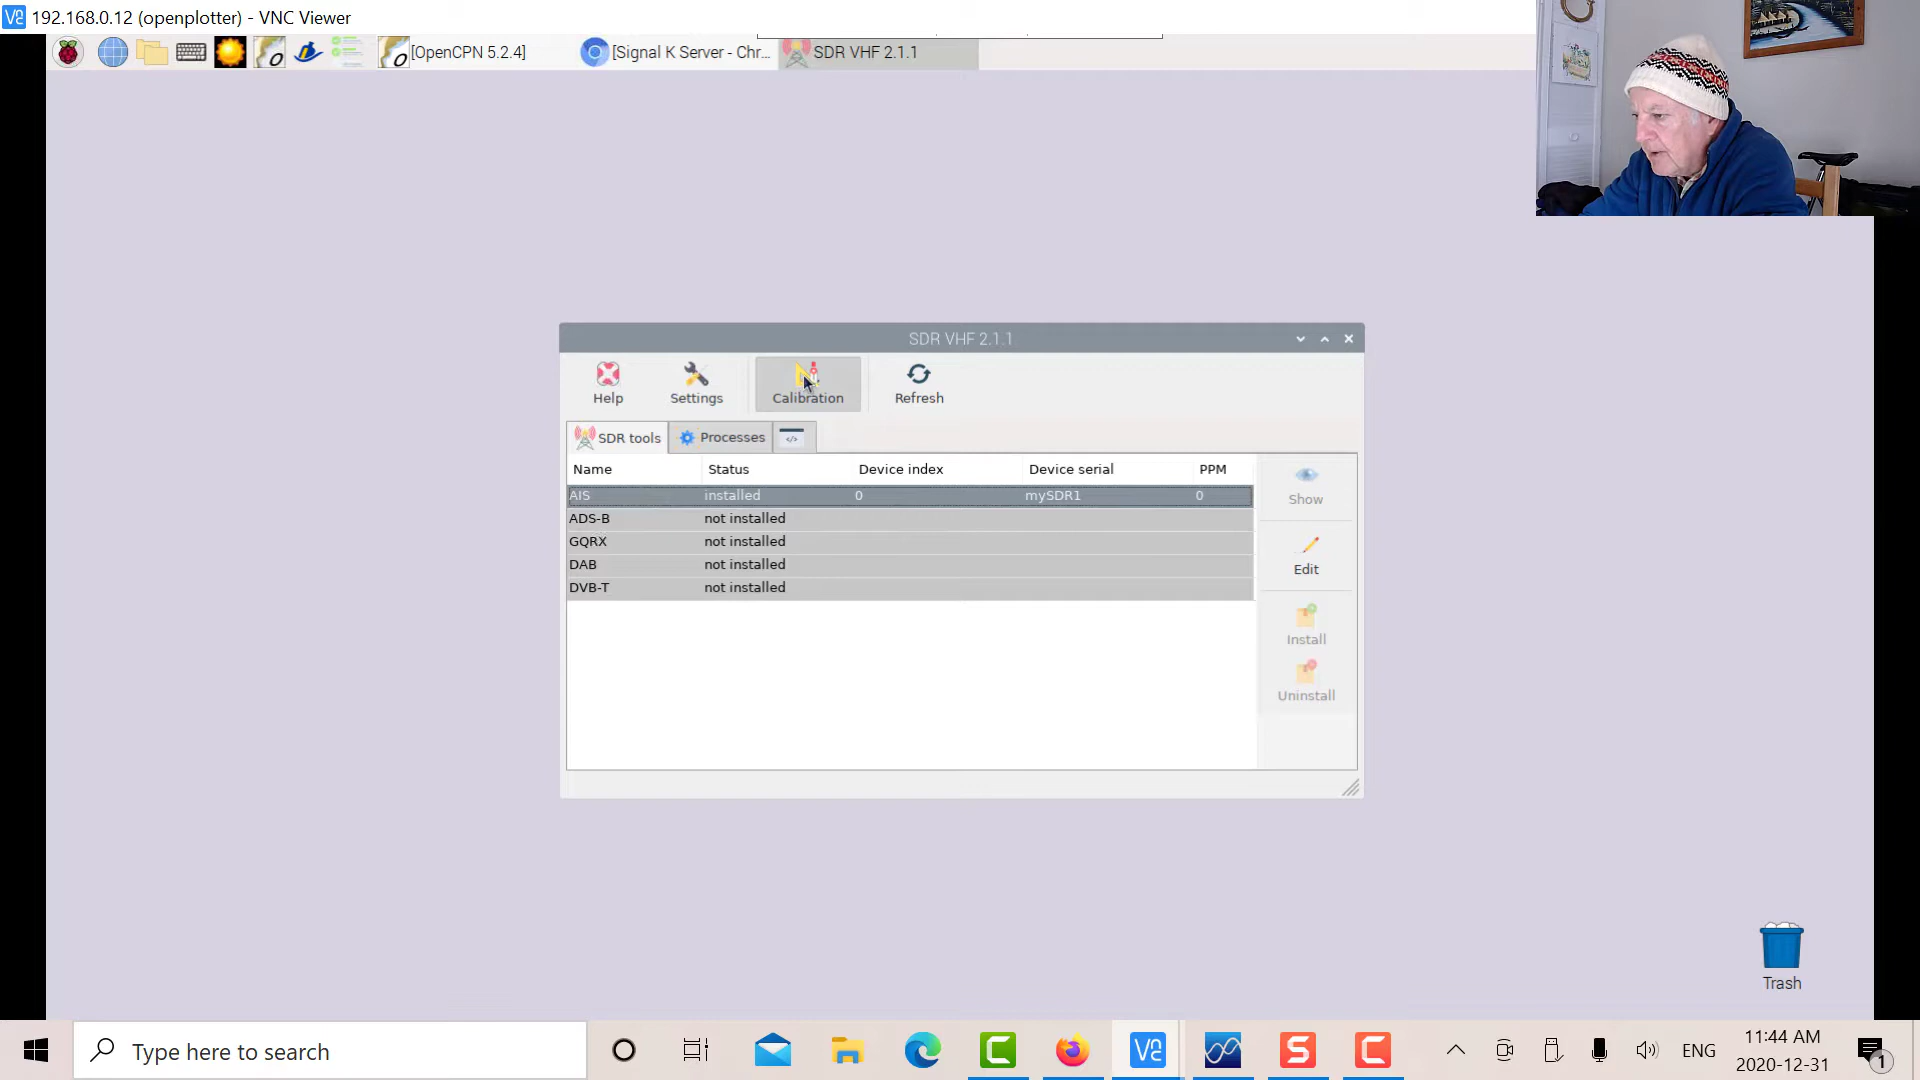 192.168.0.12 (openplotter) - VNC Viewer
[OpenCPN 5.2.4]
[Signal K Server - Chr...
SDR VHF 2.1.1
SDR VHF 2.1.1
Help
Settings
Calibration
Refresh
SDR tools
Processes
Name Status Device index Device serial PPM
AIS installed 0 mySDR1 0
ADS-B not installed
GQRX not installed
DAB not installed
DVB-T not installed
Show
Edit
Install
Uninstall
Trash
Type here to search
ENG
11:44 AM
2020-12-31
1